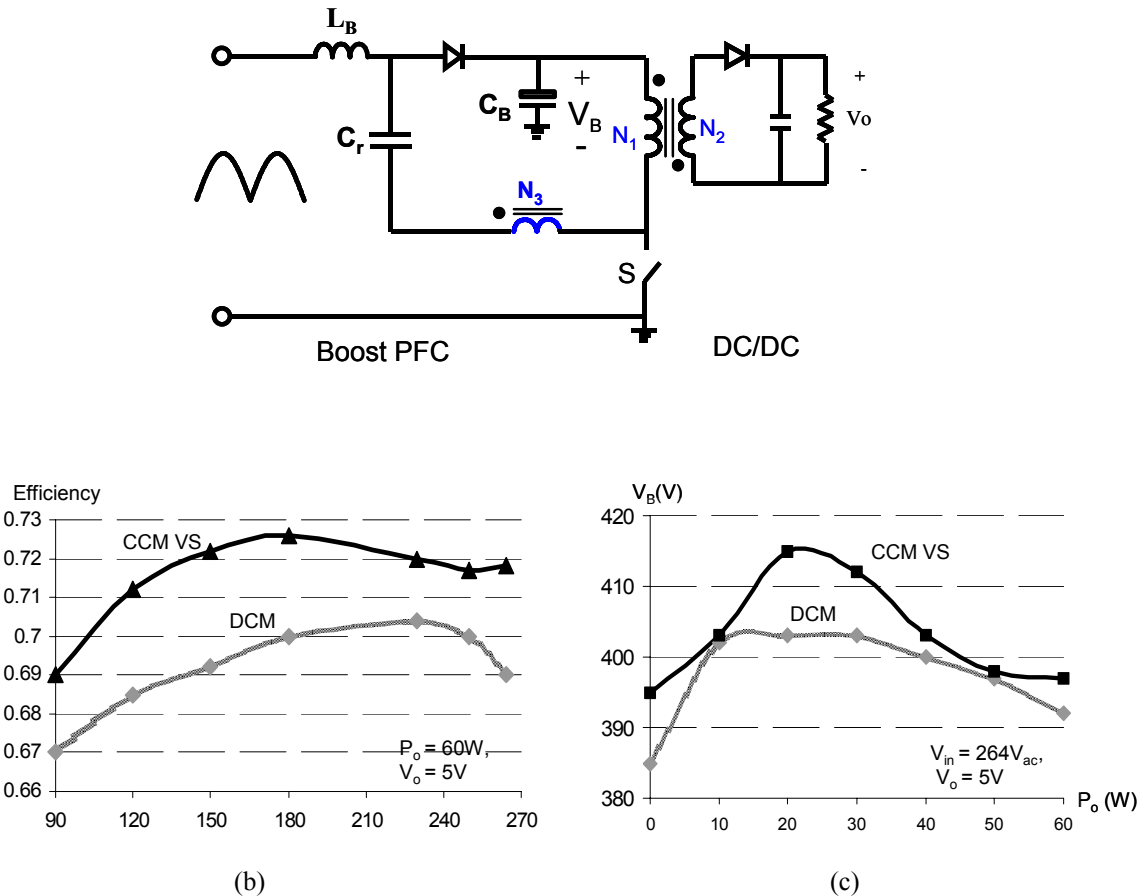 L_B
C_r
C_B
+
V_B
-
N_1
N_2
N_3
+
Vo
-
S
Boost PFC
DC/DC
Efficiency
0.73
0.72
0.71
0.7
0.69
0.68
0.67
0.66
CCM VS
DCM
P_o = 60W,
V_o = 5V
90 120 150 180 210 240 270
(b)
V_B(V)
420
410
400
390
380
CCM VS
DCM
V_in = 264V_ac,
V_o = 5V
P_o (W)
0 10 20 30 40 50 60
(c)